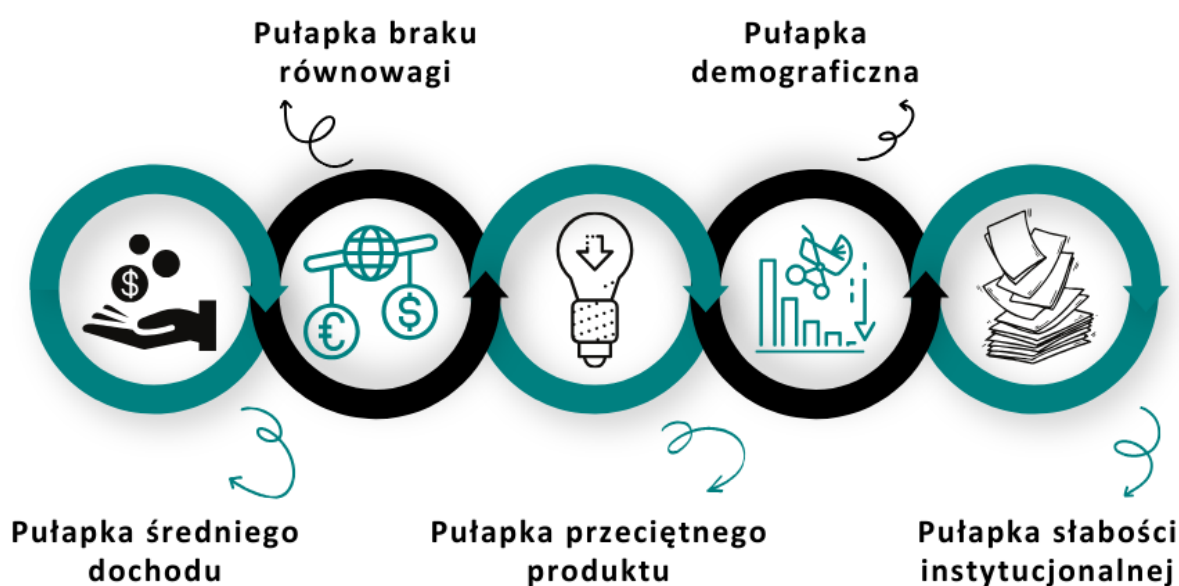 Pułapka braku
równowagi
Pułapka
demograficzna
$
€
$
Pułapka średniego
dochodu
Pułapka przeciętnego
produktu
Pułapka słabości
instytucjonalnej